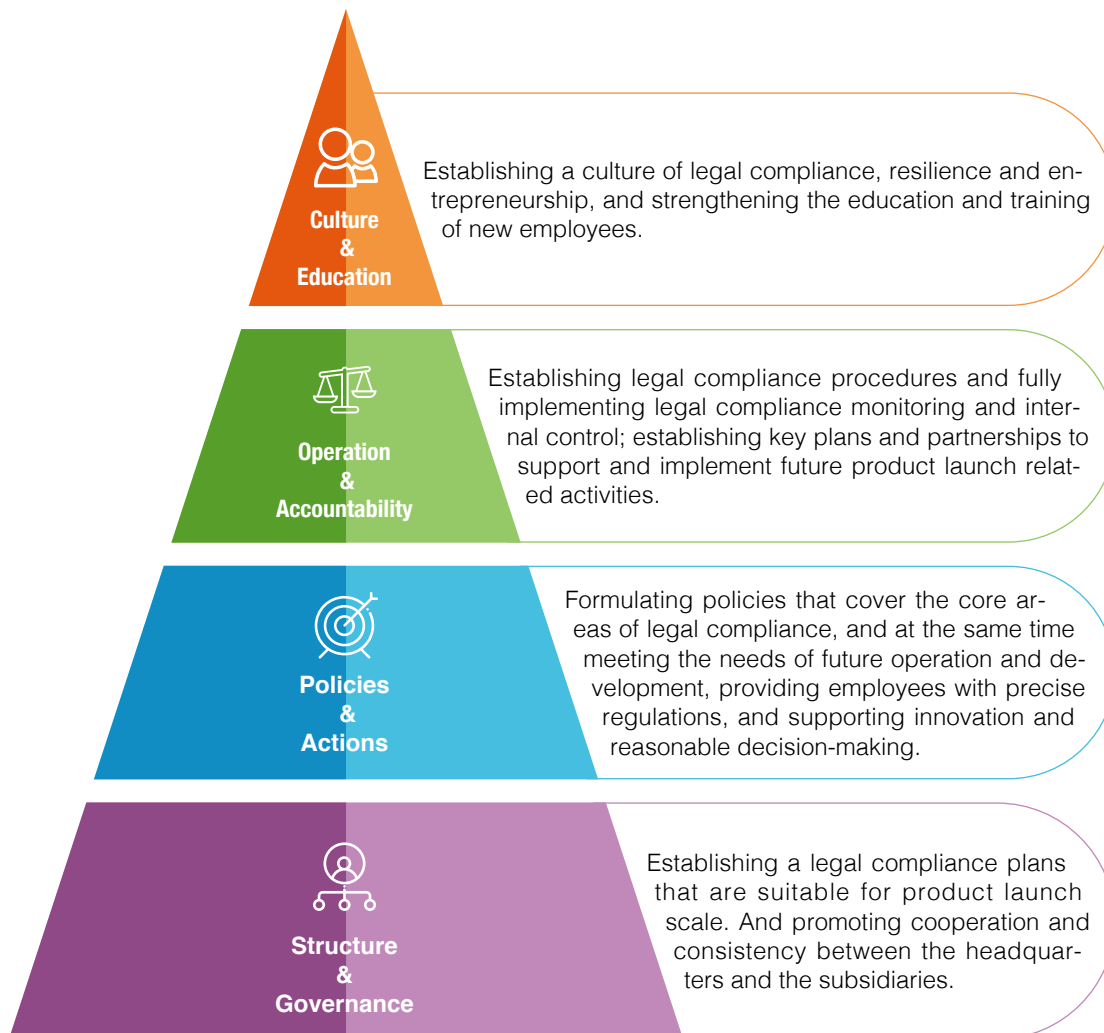 Culture
&
Education
Establishing a culture of legal compliance, resilience and en-
trepreneurship, and strengthening the education and training
of new employees.
Operation
&
Accountability
Establishing legal compliance procedures and fully
implementing legal compliance monitoring and inter-
nal control; establishing key plans and partnerships to
support and implement future product launch relat-
ed activities.
Policies
&
Actions
Formulating policies that cover the core ar-
eas of legal compliance, and at the same time
meeting the needs of future operation and de-
velopment, providing employees with precise
regulations, and supporting innovation and
reasonable decision-making.
Structure
&
Governance
Establishing a legal compliance plans
that are suitable for product launch
scale. And promoting cooperation and
consistency between the headquar-
ters and the subsidiaries.